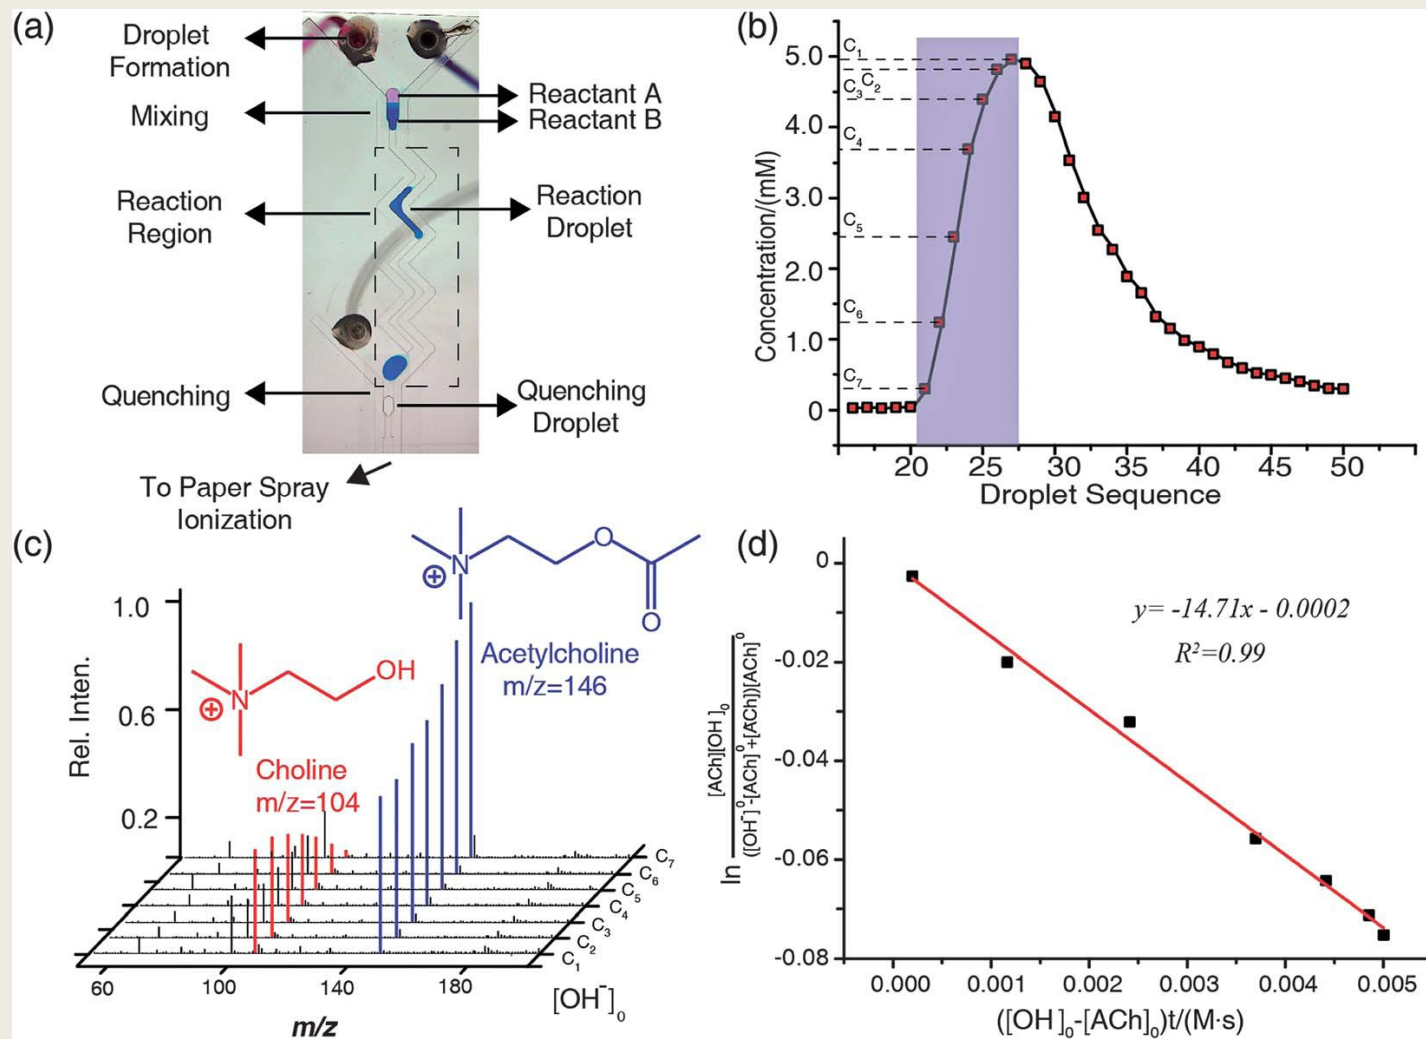 (a)
Droplet
Formation
Mixing
Reaction
Region
Quenching
Reactant A
Reactant B
Reaction
Droplet
Quenching
Droplet
To Paper Spray
Ionization
(b)
Concentration/(mM)
5.0
4.0
3.0
2.0
1.0
0
C₁
C₃C₂
C₄
C₅
C₆
C₇
20 25 30 35 40 45 50
Droplet Sequence
(c)
Rel. Inten.
1.0
0.6
0.2
N
⊕
OH
Choline
m/z=104
N
⊕
O
O
Acetylcholine
m/z=146
C₇
C₆
C₅
C₄
C₃
C₂
C₁
60 100 140 180
[OH⁻]₀
m/z
(d)
0
-0.02
-0.04
-0.06
-0.08
y= -14.71x - 0.0002
R²=0.99
ln [ACh][OH⁻]₀
([OH⁻]⁰-[ACh]⁰+[ACh])[ACh]⁰
0.000 0.001 0.002 0.003 0.004 0.005
([OH⁻]₀-[ACh]₀)t/(M·s)